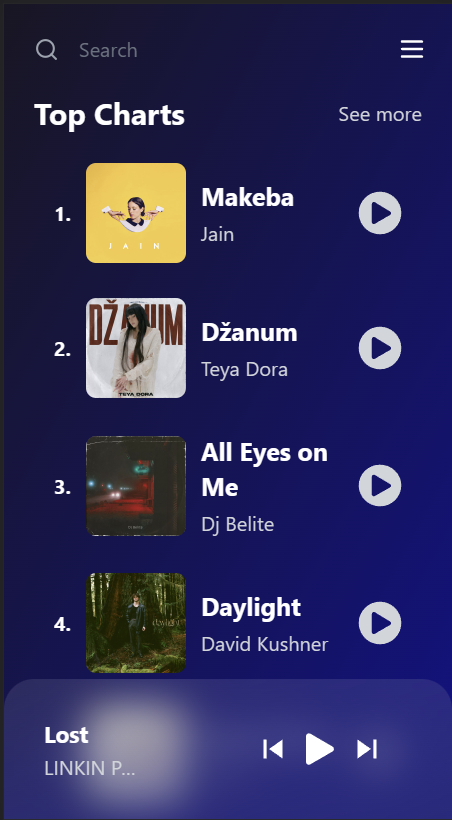 Search
Top Charts
See more
1.
JAIN
Makeba
Jain
2.
DŽANUM
TEYA DORA
Džanum
Teya Dora
3.
All Eyes on
Me
Dj Belite
4.
Daylight
Daylight
David Kushner
Lost
LINKIN P...